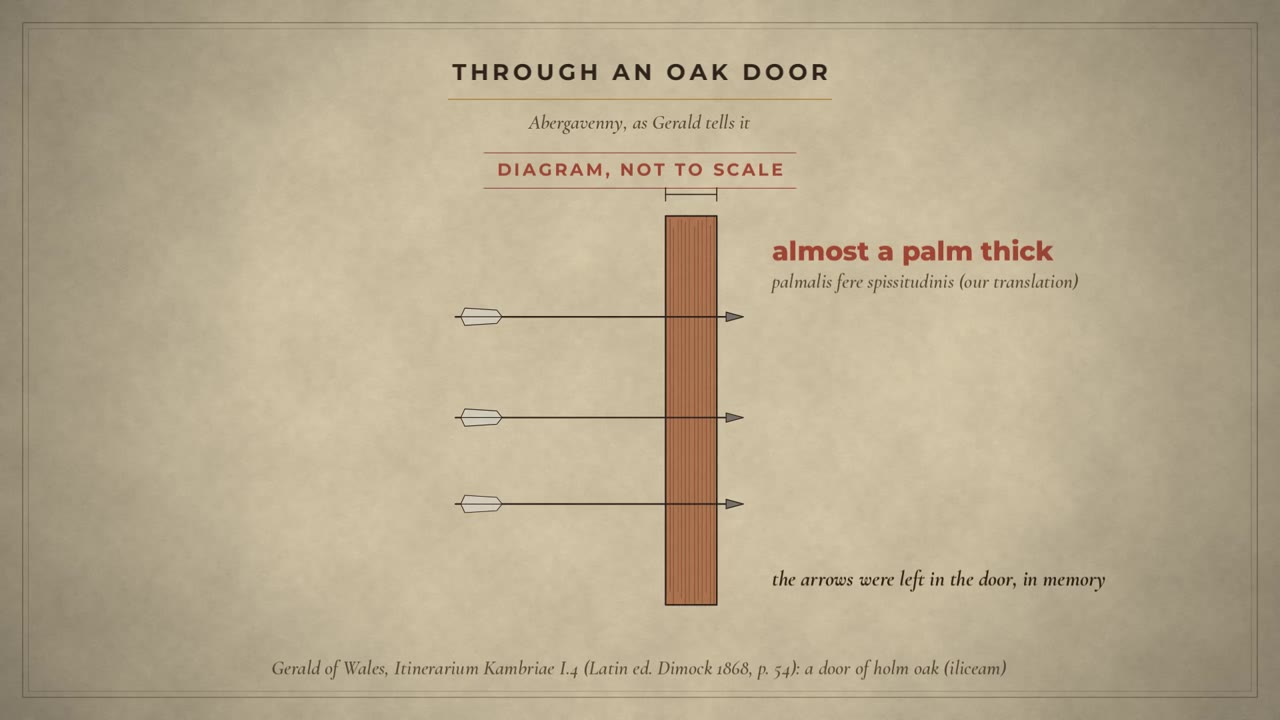 THROUGH AN OAK DOOR
Abergavenny, as Gerald tells it
DIAGRAM, NOT TO SCALE
almost a palm thick
palmalis fere spissitudinis (our translation)
the arrows were left in the door, in memory
Gerald of Wales, Itinerarium Kambriae I.4 (Latin ed. Dimock 1868, p. 54): a door of holm oak (iliceam)